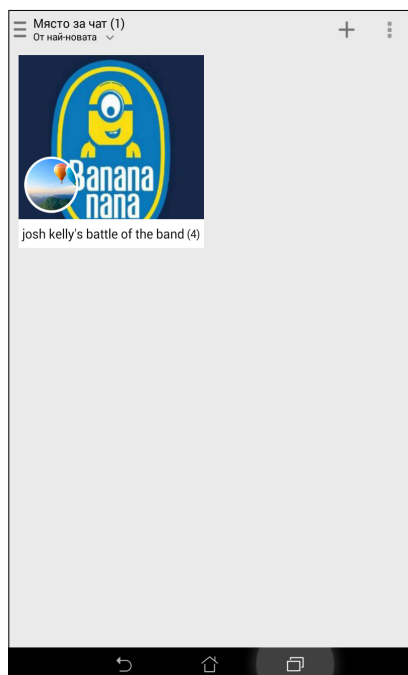 Място за чат (1)
От най-новата
Banana
nana
josh kelly's battle of the band (4)